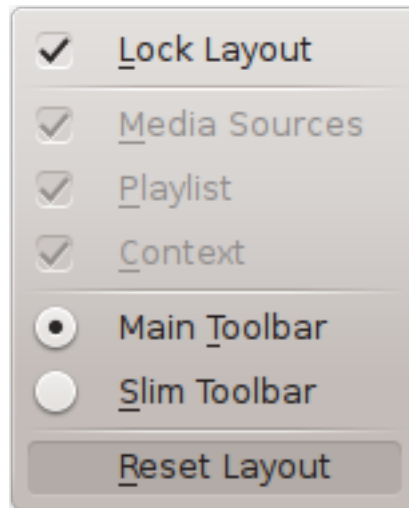 Lock Layout
Media Sources
Playlist
Context
Main Toolbar
Slim Toolbar
Reset Layout